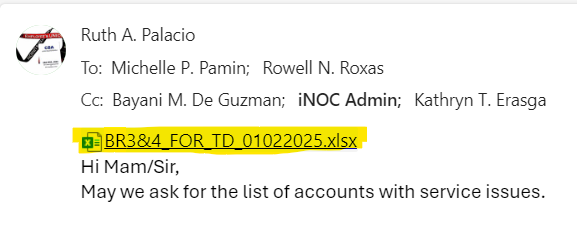 Ruth A. Palacio
To: Michelle P. Pamin; Rowell N. Roxas
Cc: Bayani M. De Guzman; iNOC Admin; Kathryn T. Erasga
BR3&4_FOR_TD_01022025.xlsx
Hi Mam/Sir,
May we ask for the list of accounts with service issues.